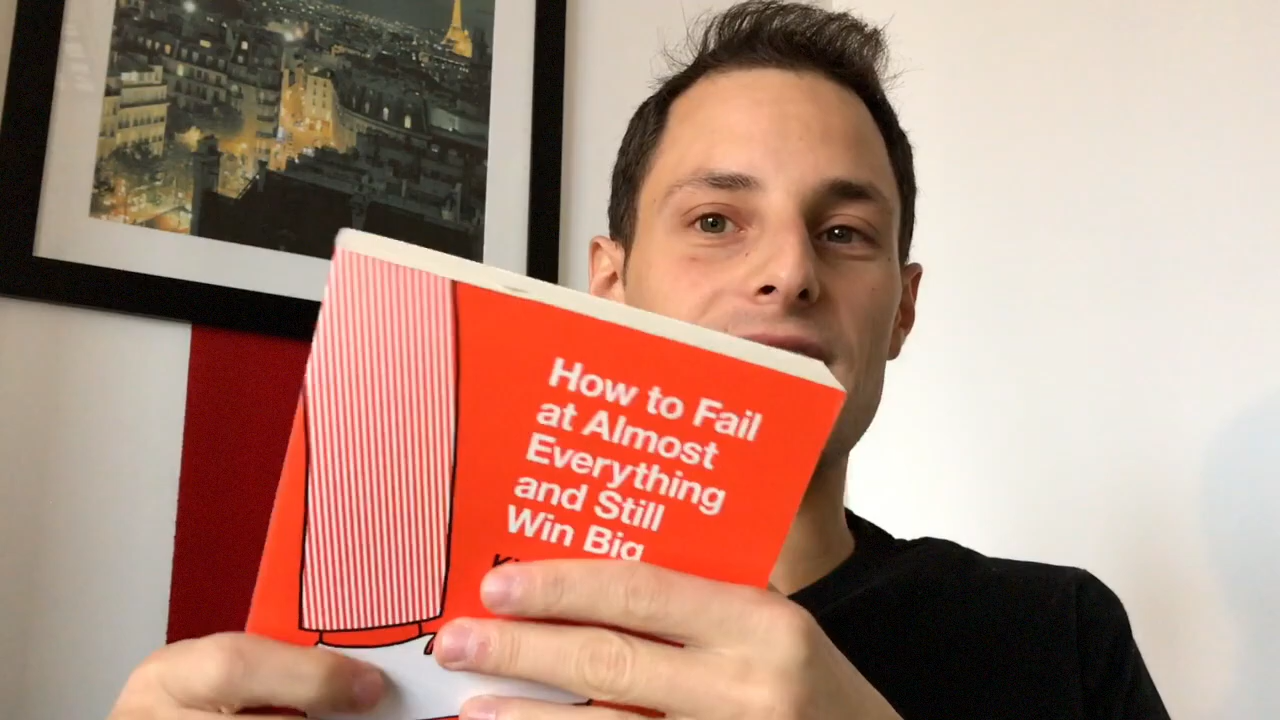 How to Fail
at Almost
Everything
and Still
Win Big